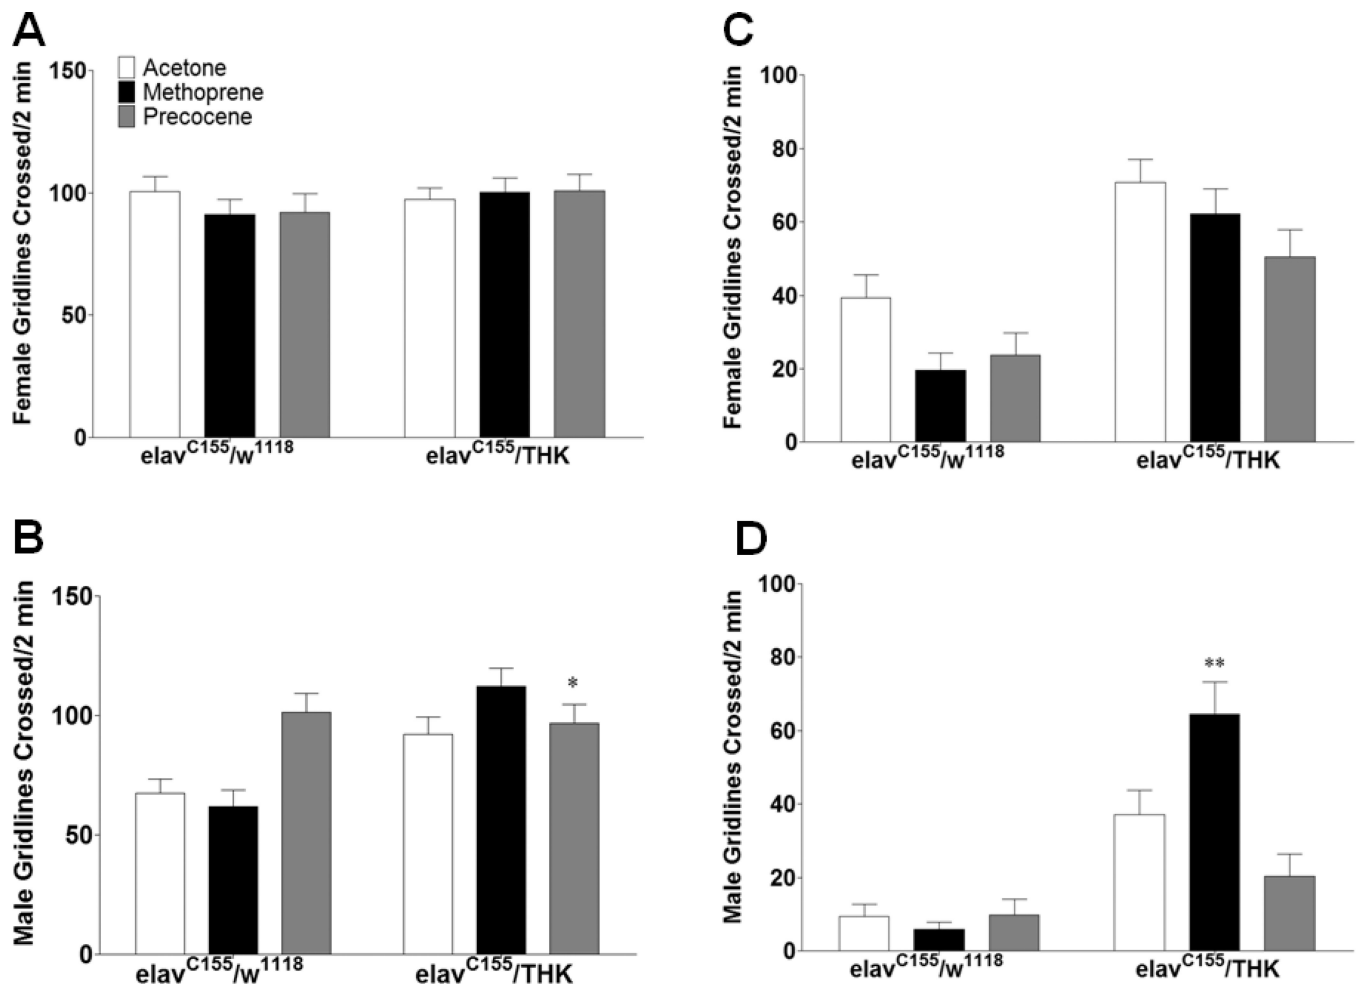 A
Female Gridlines Crossed/2 min
150
100
50
0
Acetone
Methoprene
Precocene
elavC155/w1118
elavC155/THK
C
Female Gridlines Crossed/2 min
100
80
60
40
20
0
elavC155/w1118
elavC155/THK
B
Male Gridlines Crossed/2 min
150
100
50
0
*
elavC155/w1118
elavC155/THK
D
Male Gridlines Crossed/2 min
100
80
60
40
20
0
**
elavC155/w1118
elavC155/THK